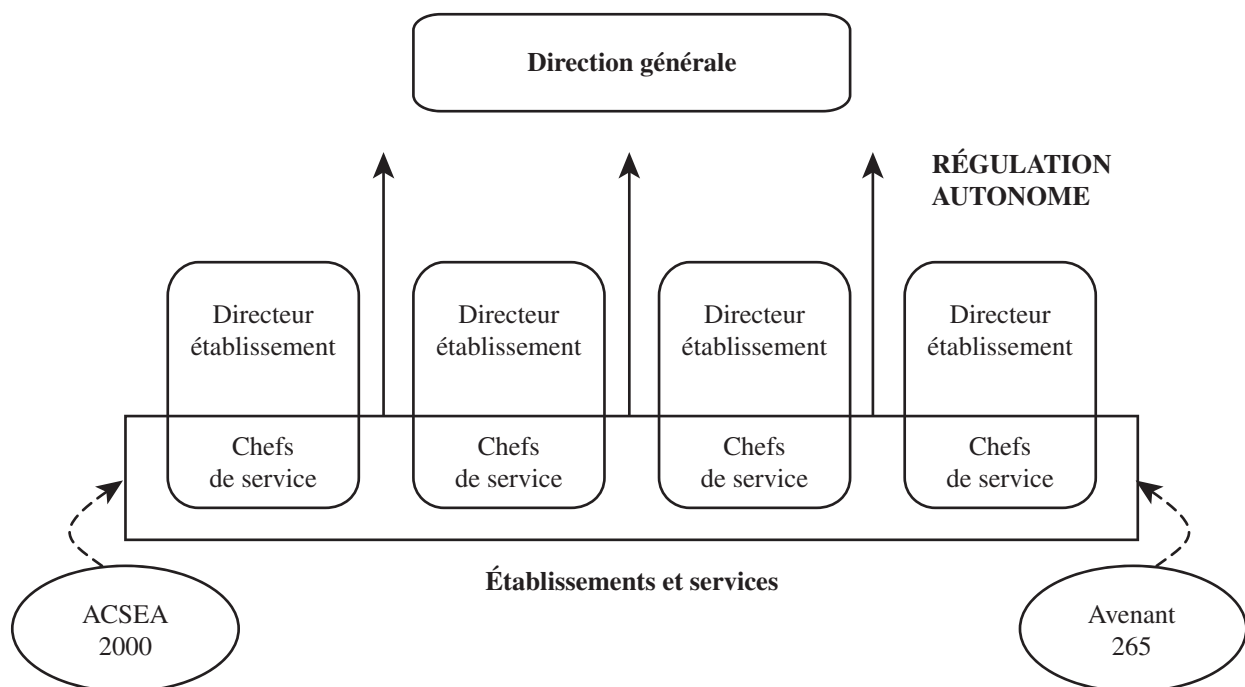 Direction générale
RÉGULATION
AUTONOME
Directeur
établissement
Directeur
établissement
Directeur
établissement
Directeur
établissement
Chefs
de service
Chefs
de service
Chefs
de service
Chefs
de service
Établissements et services
ACSEA
2000
Avenant
265